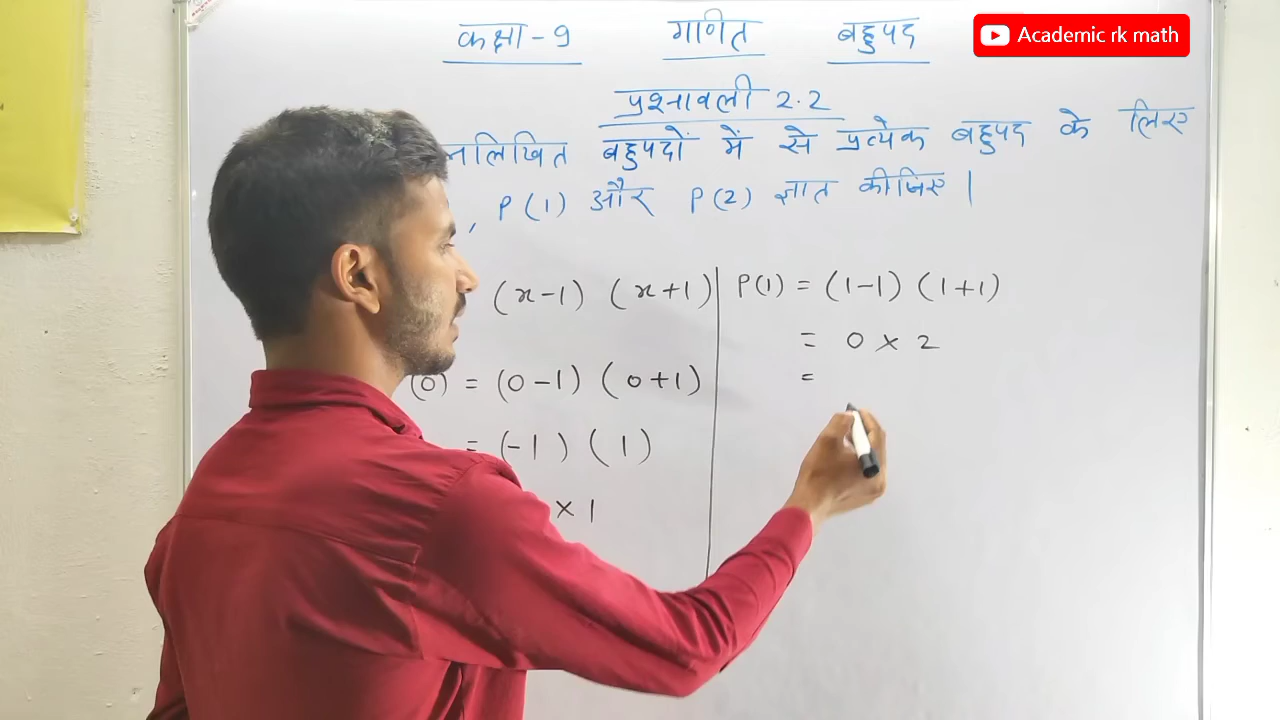 कक्षा-9 गणित बहुपद
Academic rk math
प्रश्नावली 2.2
बहुपदों में से प्रत्येक बहुपद के लिए
, P(1) और P(2) ज्ञात कीजिए |
(x-1) (x+1)
(0) = (0-1) (0+1)
= (-1) (1)
× 1
P(1) = (1-1) (1+1)
= 0 × 2
=